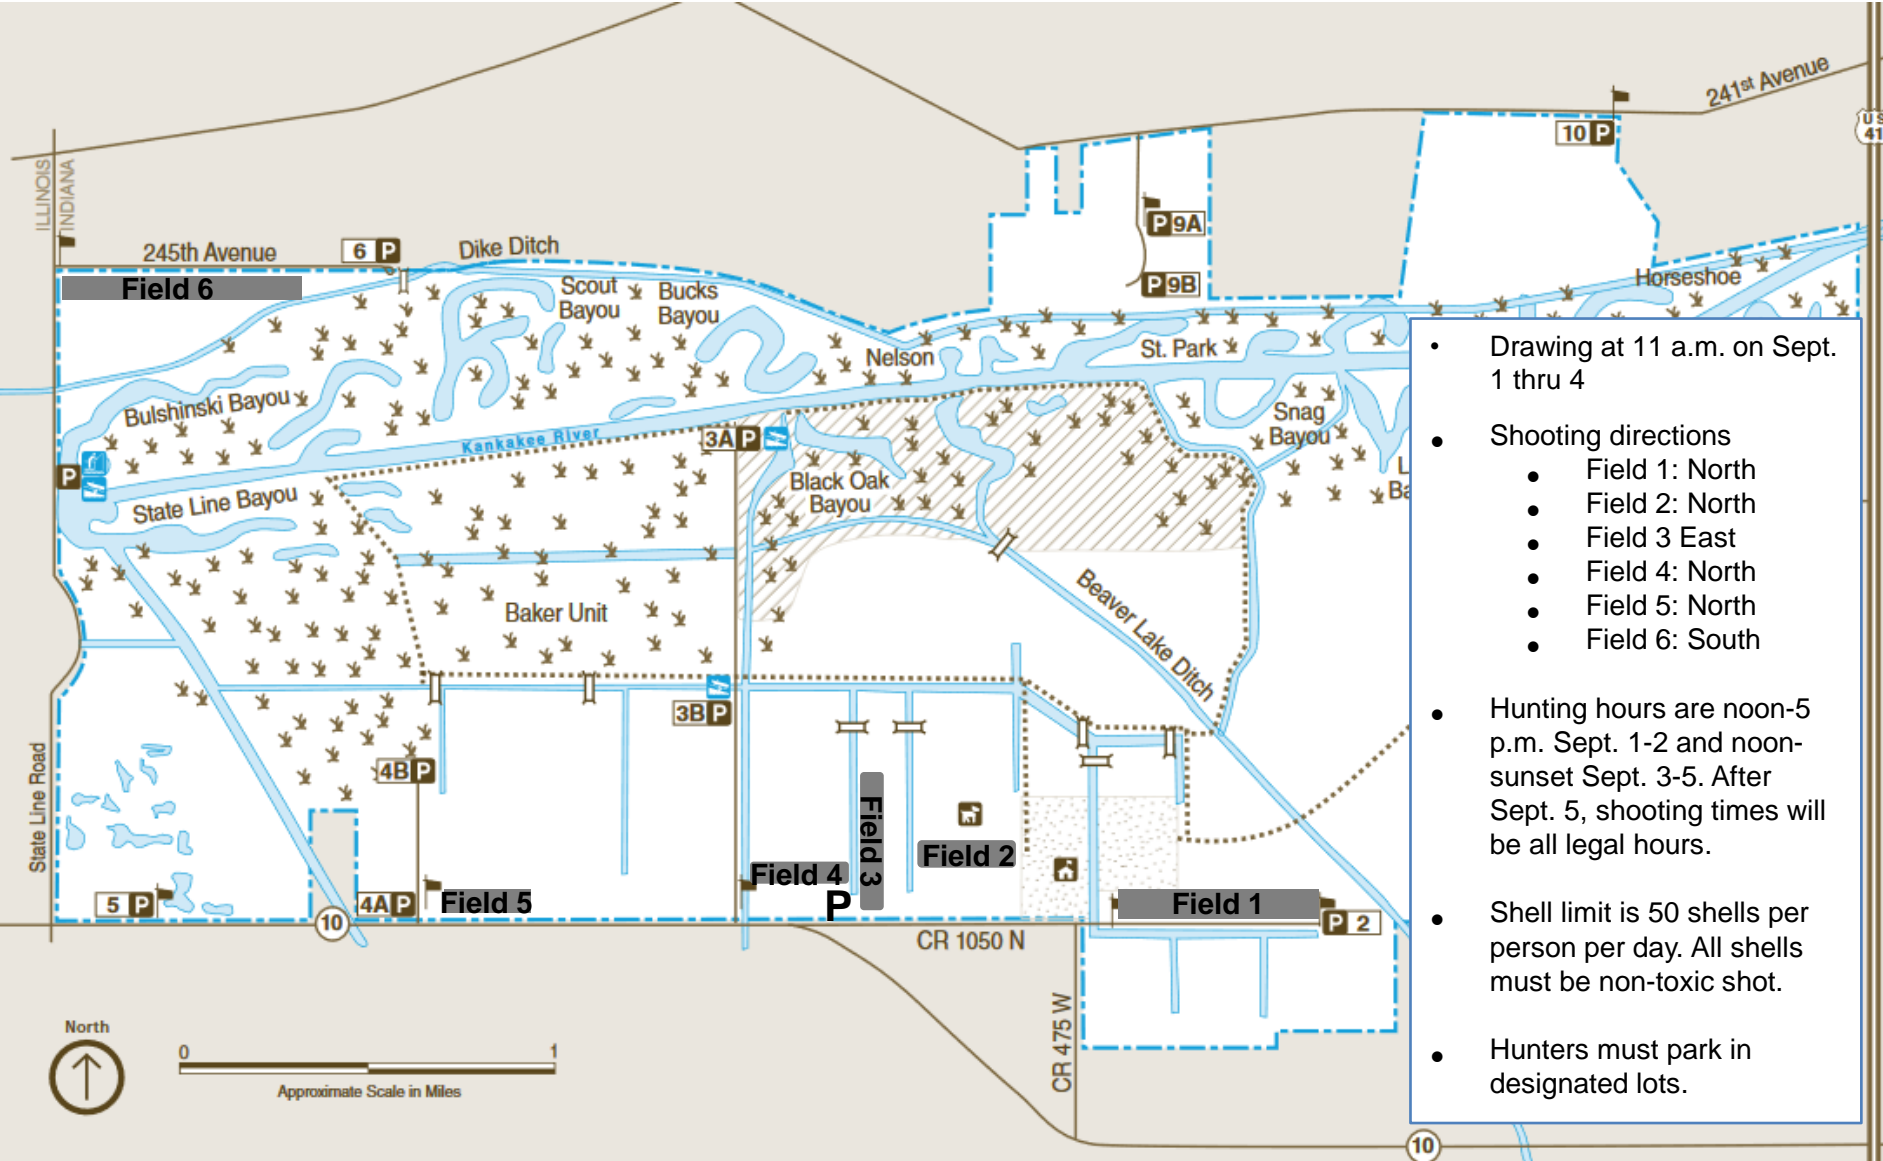 241st Avenue
10 P
U S
41
ILLINOIS
INDIANA
P 9A
245th Avenue
6 P
Dike Ditch
Field 6
Scout
Bayou
Bucks
Bayou
P 9B
Horseshoe
Nelson
St. Park
Bulshinski Bayou
Kankakee River
3A P
Snag
Bayou
P
State Line Bayou
Black Oak
Bayou
L
Ba
Baker Unit
Beaver Lake Ditch
3B P
4B P
State Line Road
Field 3
Field 2
Field 4
5 P
4A P
Field 5
P
Field 1
P 2
10
CR 1050 N
CR 475 W
North
0 1
Approximate Scale in Miles
10
• Drawing at 11 a.m. on Sept.
1 thru 4
• Shooting directions
• Field 1: North
• Field 2: North
• Field 3 East
• Field 4: North
• Field 5: North
• Field 6: South
• Hunting hours are noon-5
p.m. Sept. 1-2 and noon-
sunset Sept. 3-5. After
Sept. 5, shooting times will
be all legal hours.
• Shell limit is 50 shells per
person per day. All shells
must be non-toxic shot.
• Hunters must park in
designated lots.